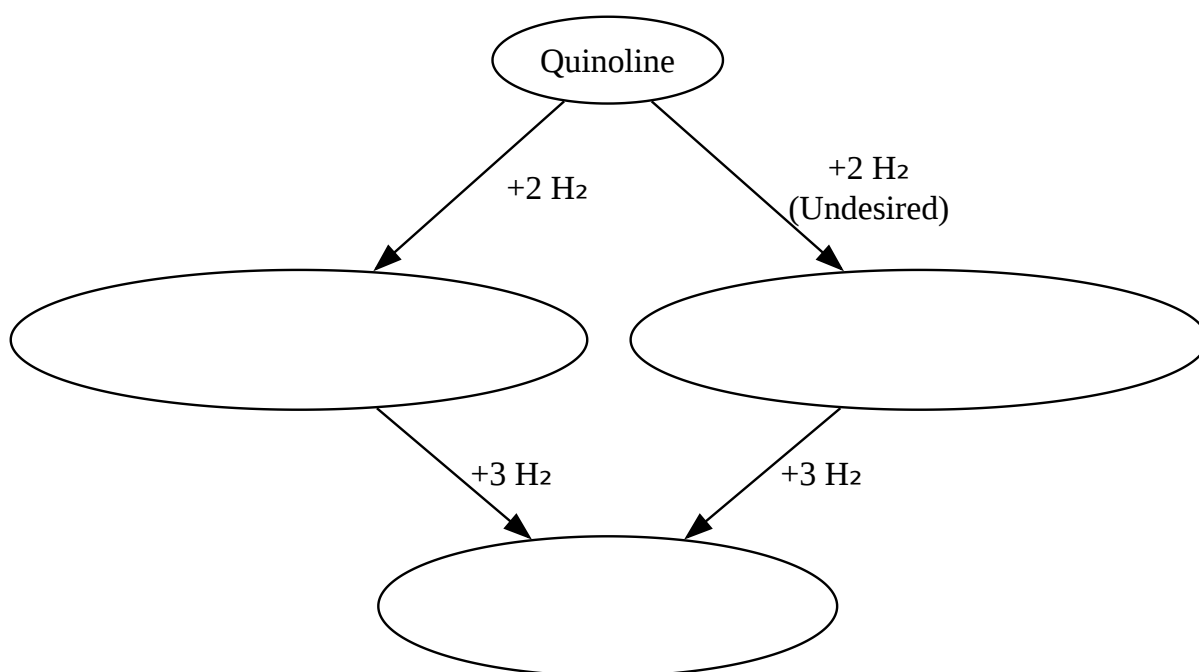 Quinoline
+2 H₂
+2 H₂
(Undesired)
+3 H₂
+3 H₂